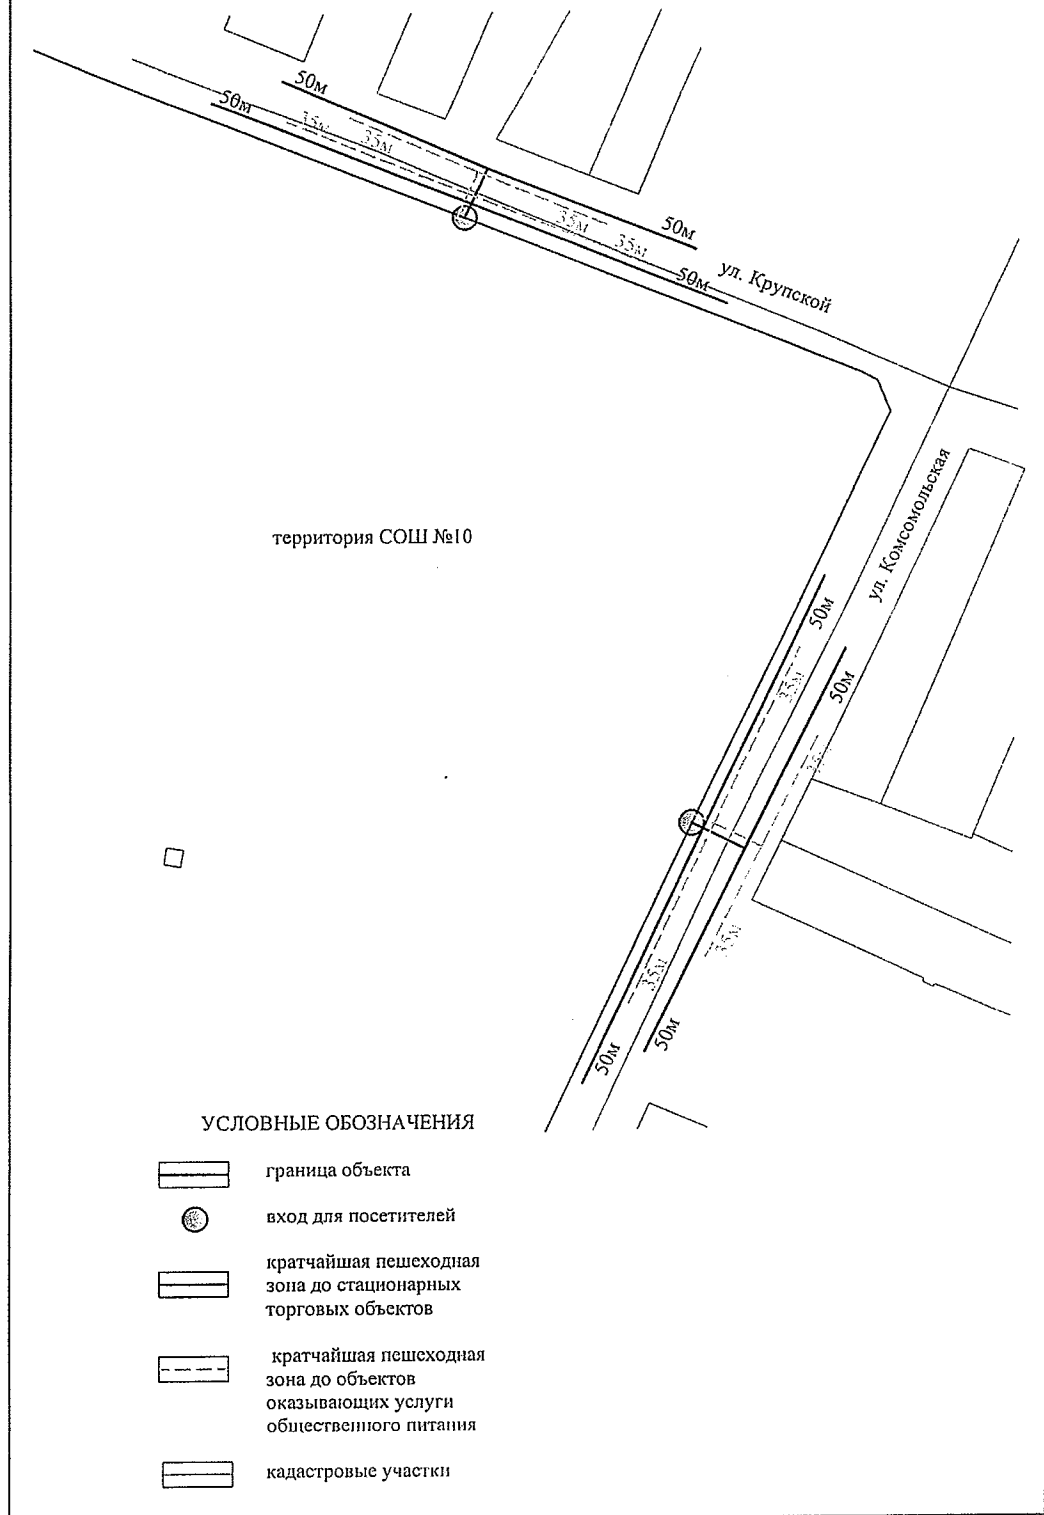 50м
50м
35м
35м
35м
35м
50м
50м
ул. Крупской
ул. Комсомольская
территория СОШ №10
50м
35м
50м
35м
35м
50м
50м
УСЛОВНЫЕ ОБОЗНАЧЕНИЯ
граница объекта
вход для посетителей
кратчайшая пешеходная
зона до стационарных
торговых объектов
кратчайшая пешеходная
зона до объектов
оказывающих услуги
общественного питания
кадастровые участки